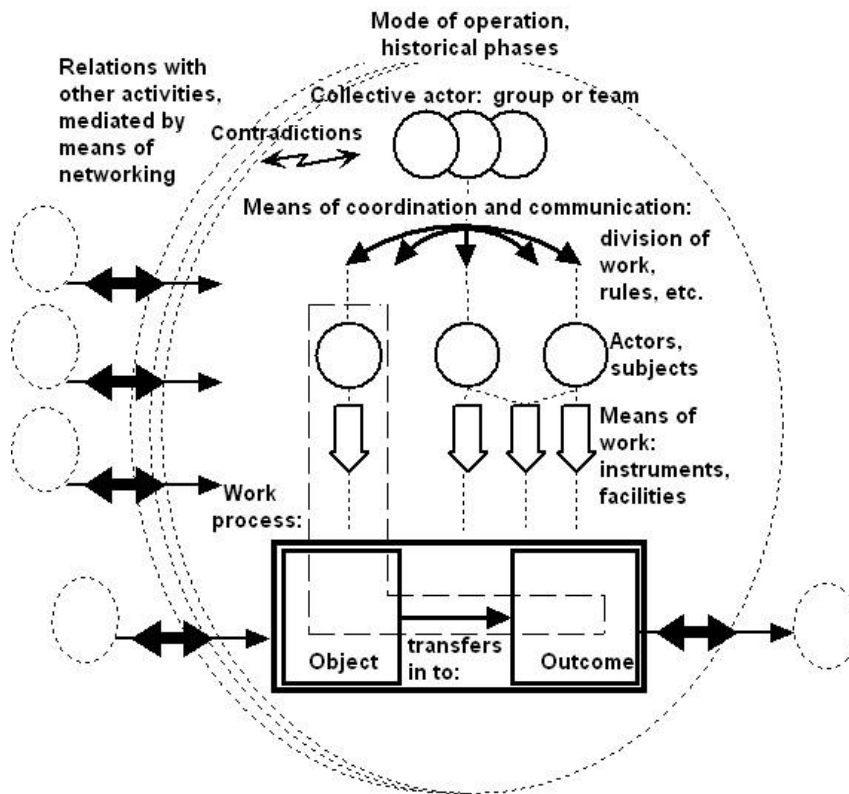 Mode of operation,
historical phases
Relations with
other activities,
mediated by
means of
networking
Collective actor: group or team
Contradictions
Means of coordination and communication:
division of
work,
rules, etc.
Actors,
subjects
Means of
work:
instruments,
facilities
Work
process:
Object
transfers
in to:
Outcome